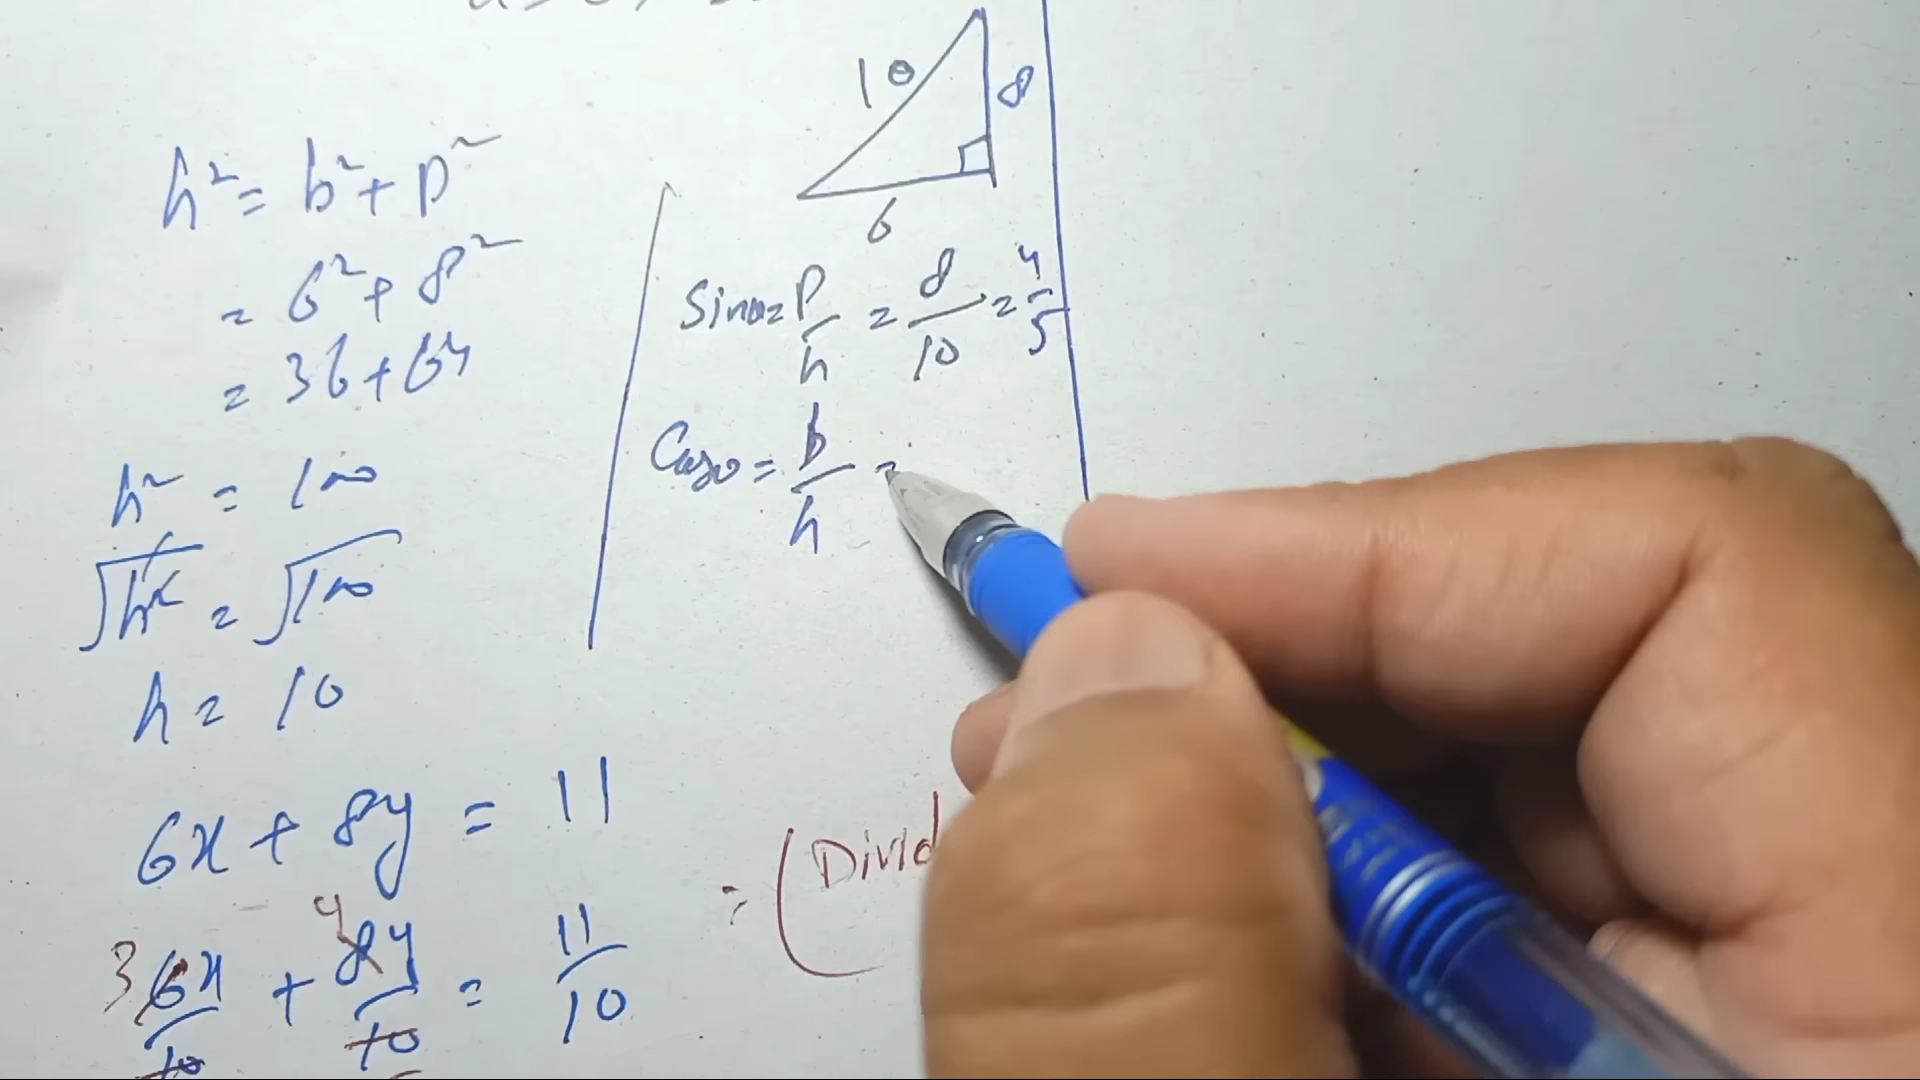 h² = b² + p²
= 6² + 8²
= 36 + 64
h² = 100
√h² = √100
h = 10
6x + 8y = 11
3 6x/10 + 4 8y/10 = 11/10
10
8
6
Sinθ = p/h = 8/10 = 4/5
Cosθ = b/h =
= (Divid